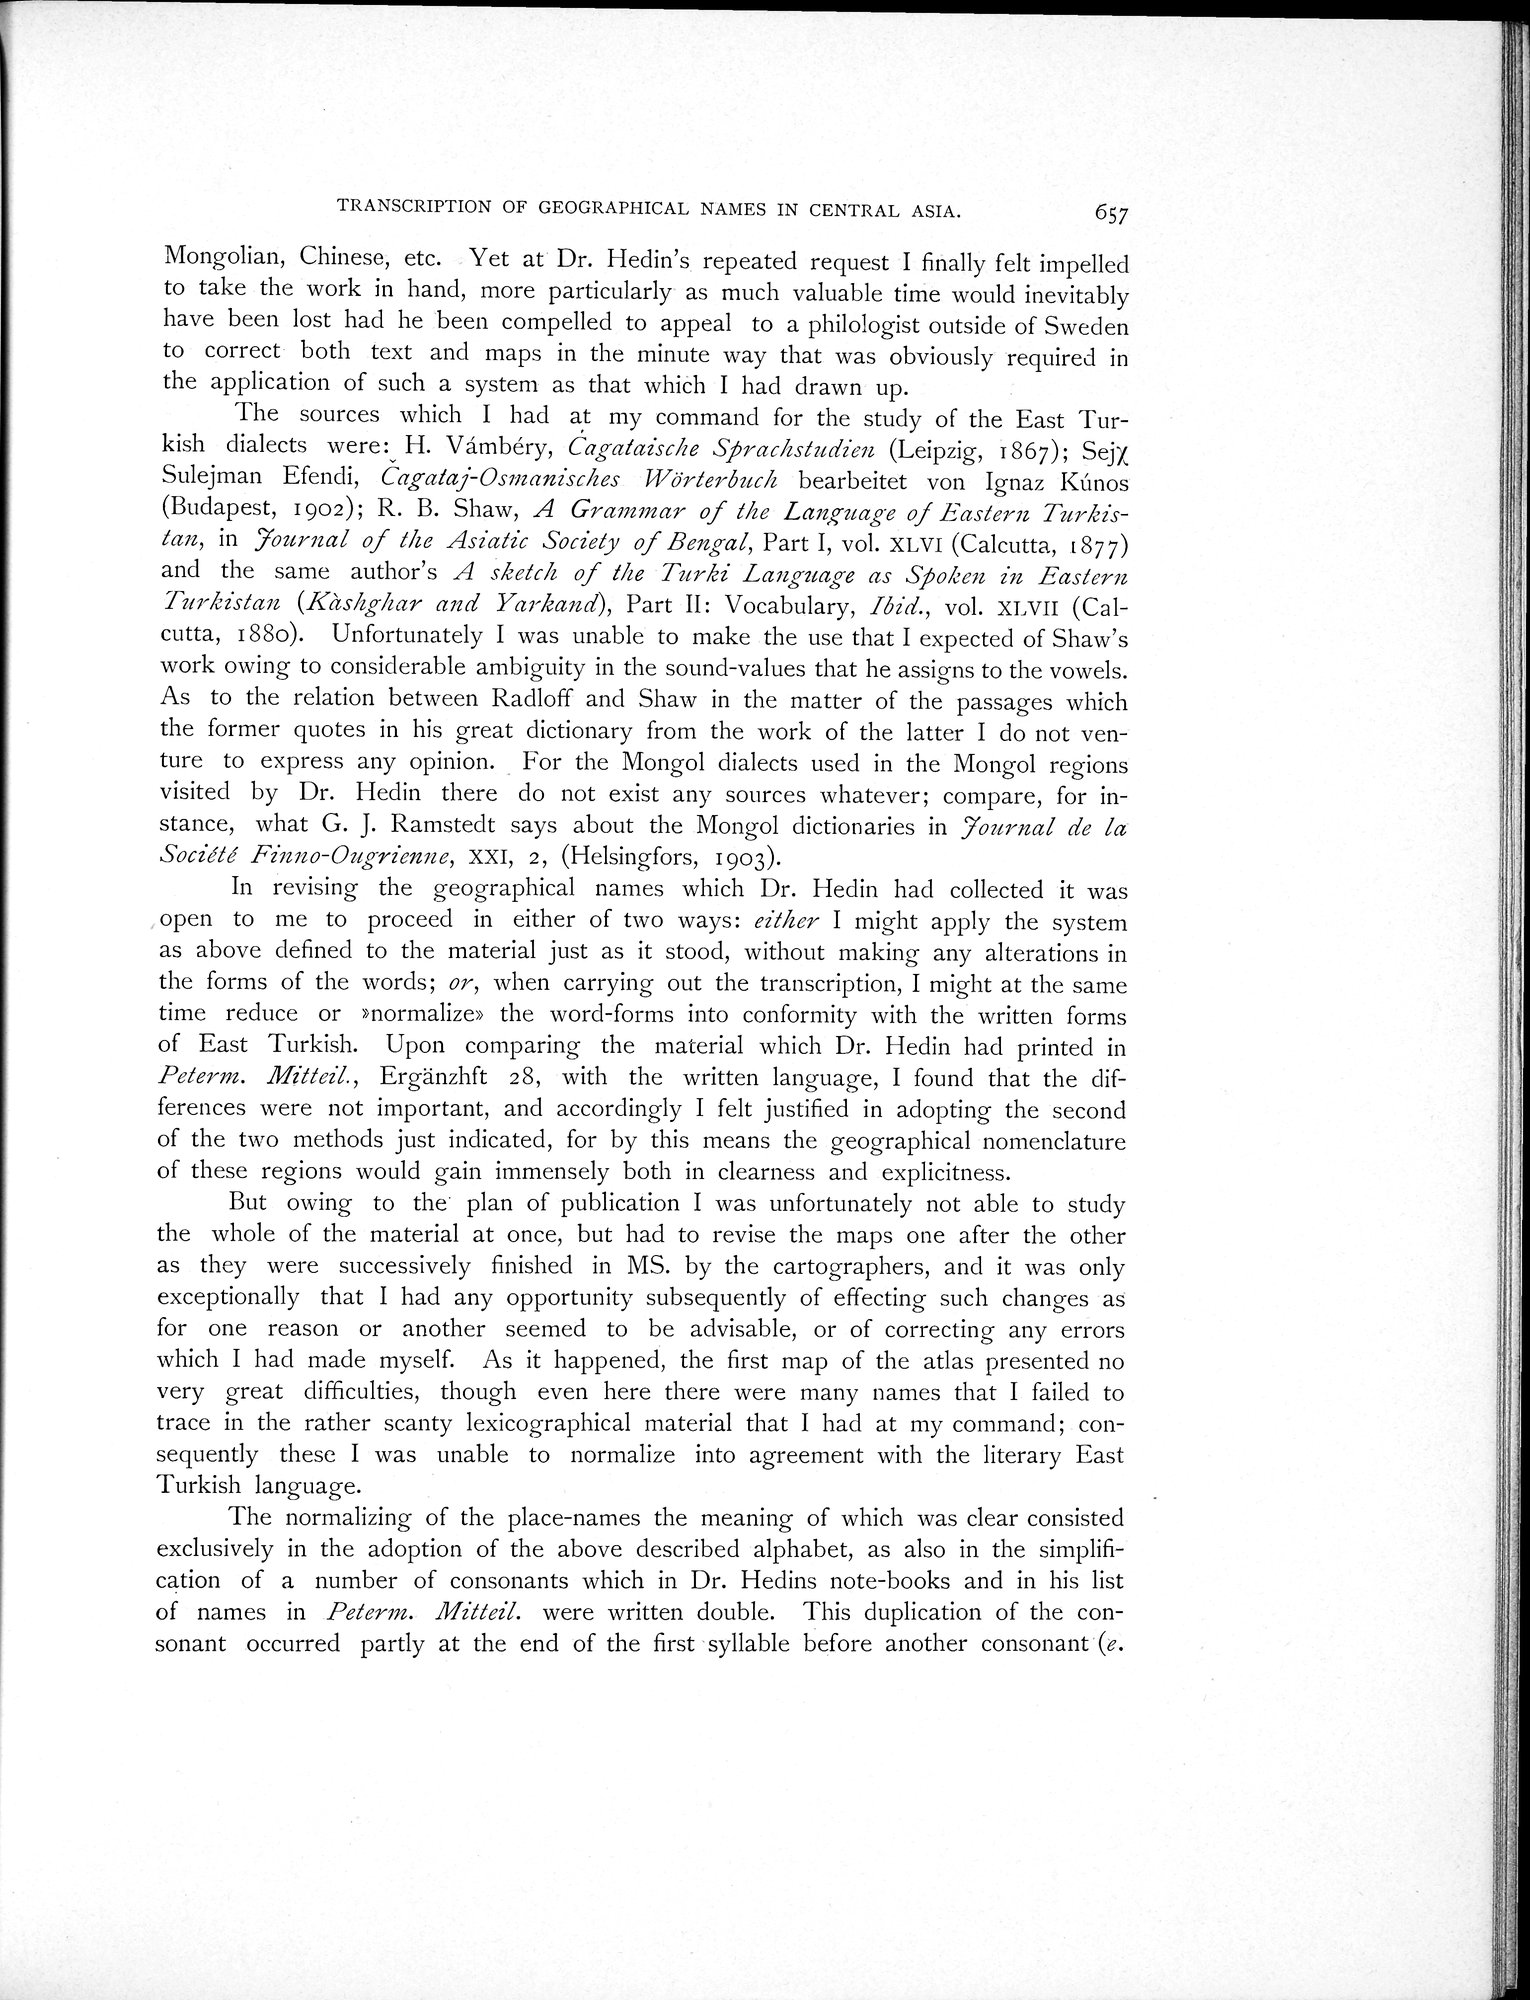 TRANSCRIPTION OF GEOGRAPHICAL NAMES IN CENTRAL ASIA. 657
Mongolian, Chinese, etc. Yet at Dr. Hedin's repeated request I finally felt impelled
to take the work in hand, more particularly as much valuable time would inevitably
have been lost had he been compelled to appeal to a philologist outside of Sweden
to correct both text and maps in the minute way that was obviously required in
the application of such a system as that which I had drawn up.
The sources which I had at my command for the study of the East Tur-
kish dialects were: H. Vámbéry, Ćagataische Sprachstudien (Leipzig, 1867); Sejχ
Sulejman Efendi, Čagataj-Osmanisches Wörterbuch bearbeitet von Ignaz Kúnos
(Budapest, 1902); R. B. Shaw, A Grammar of the Language of Eastern Turkis-
tan, in Journal of the Asiatic Society of Bengal, Part I, vol. XLVI (Calcutta, 1877)
and the same author's A sketch of the Turki Language as Spoken in Eastern
Turkistan (Kàshghar and Yarkand), Part II: Vocabulary, Ibid., vol. XLVII (Cal-
cutta, 1880). Unfortunately I was unable to make the use that I expected of Shaw's
work owing to considerable ambiguity in the sound-values that he assigns to the vowels.
As to the relation between Radloff and Shaw in the matter of the passages which
the former quotes in his great dictionary from the work of the latter I do not ven-
ture to express any opinion. For the Mongol dialects used in the Mongol regions
visited by Dr. Hedin there do not exist any sources whatever; compare, for in-
stance, what G. J. Ramstedt says about the Mongol dictionaries in Journal de la
Société Finno-Ougrienne, XXI, 2, (Helsingfors, 1903).
In revising the geographical names which Dr. Hedin had collected it was
open to me to proceed in either of two ways: either I might apply the system
as above defined to the material just as it stood, without making any alterations in
the forms of the words; or, when carrying out the transcription, I might at the same
time reduce or »normalize» the word-forms into conformity with the written forms
of East Turkish. Upon comparing the material which Dr. Hedin had printed in
Peterm. Mitteil., Ergänzhft 28, with the written language, I found that the dif-
ferences were not important, and accordingly I felt justified in adopting the second
of the two methods just indicated, for by this means the geographical nomenclature
of these regions would gain immensely both in clearness and explicitness.
But owing to the plan of publication I was unfortunately not able to study
the whole of the material at once, but had to revise the maps one after the other
as they were successively finished in MS. by the cartographers, and it was only
exceptionally that I had any opportunity subsequently of effecting such changes as
for one reason or another seemed to be advisable, or of correcting any errors
which I had made myself. As it happened, the first map of the atlas presented no
very great difficulties, though even here there were many names that I failed to
trace in the rather scanty lexicographical material that I had at my command; con-
sequently these I was unable to normalize into agreement with the literary East
Turkish language.
The normalizing of the place-names the meaning of which was clear consisted
exclusively in the adoption of the above described alphabet, as also in the simplifi-
cation of a number of consonants which in Dr. Hedins note-books and in his list
of names in Peterm. Mitteil. were written double. This duplication of the con-
sonant occurred partly at the end of the first syllable before another consonant (e.